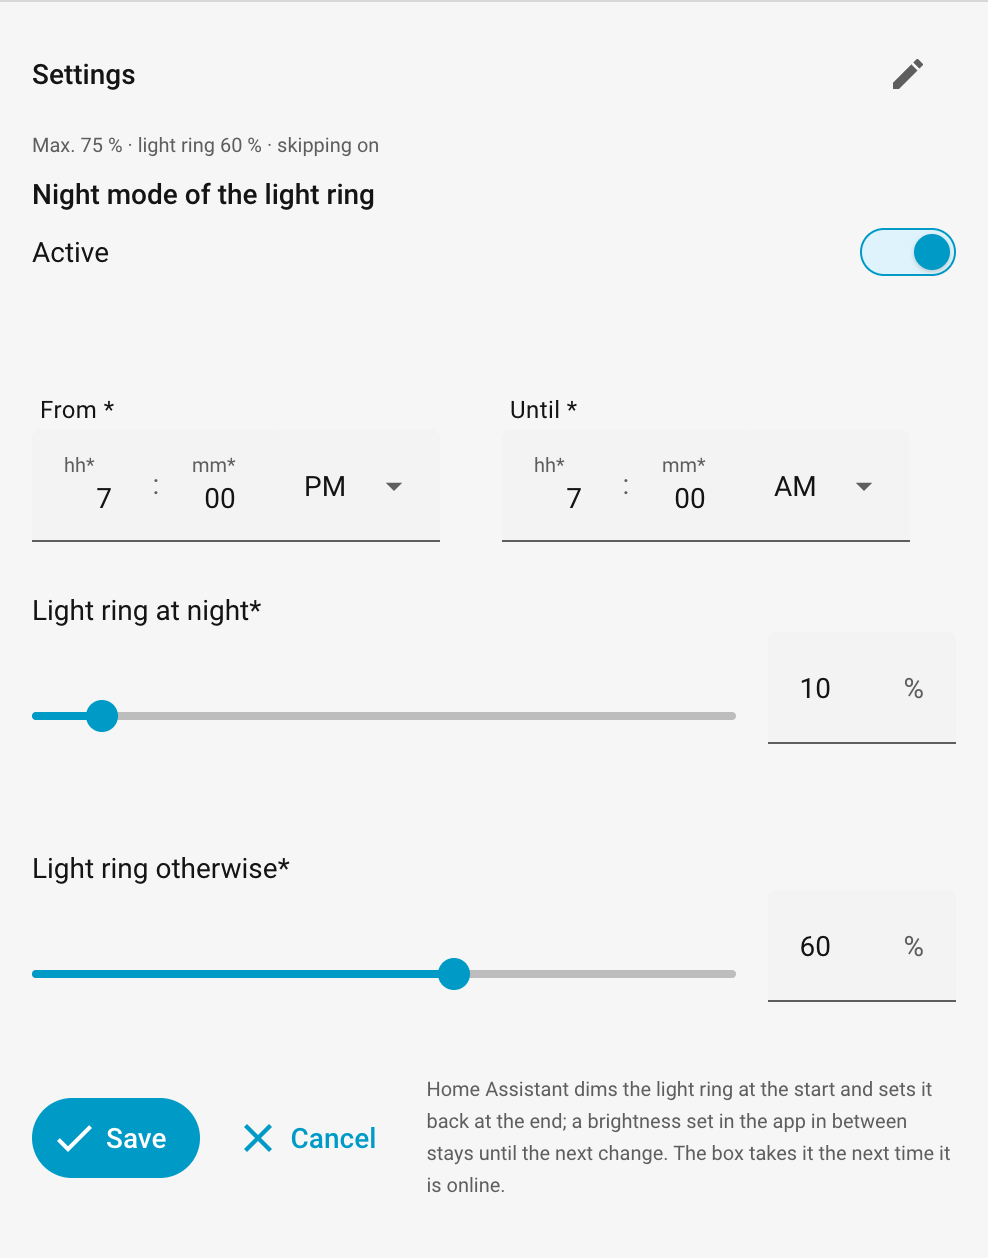 Settings
Max. 75 % · light ring 60 % · skipping on
Night mode of the light ring
Active
From *
Until *
hh*
7
:
mm*
00
PM
hh*
7
:
mm*
00
AM
Light ring at night*
10 %
Light ring otherwise*
60 %
Save
Cancel
Home Assistant dims the light ring at the start and sets it
back at the end; a brightness set in the app in between
stays until the next change. The box takes it the next time it
is online.